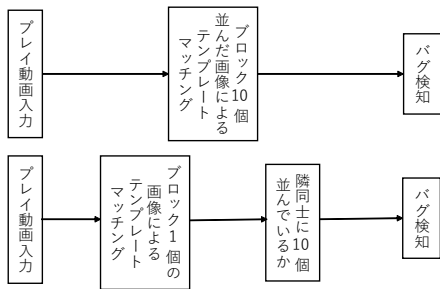 プレイ動画入力
ブロック10個
並んだ画像による
テンプレート
マッチング
バグ検知
プレイ動画入力
ブロック1個の
画像による
テンプレート
マッチング
隣同士に10個
並んでいるか
バグ検知